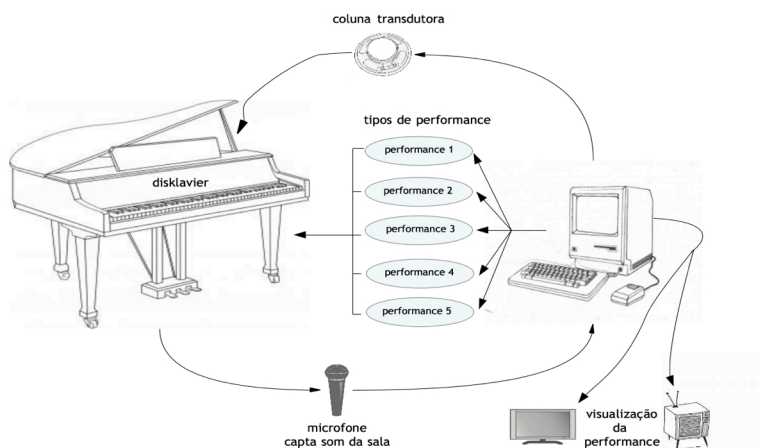 coluna transdutora
tipos de performance
performance 1
disklavier
performance 2
performance 3
performance 4
performance 5
microfone
capta som da sala
visualização
da
performance